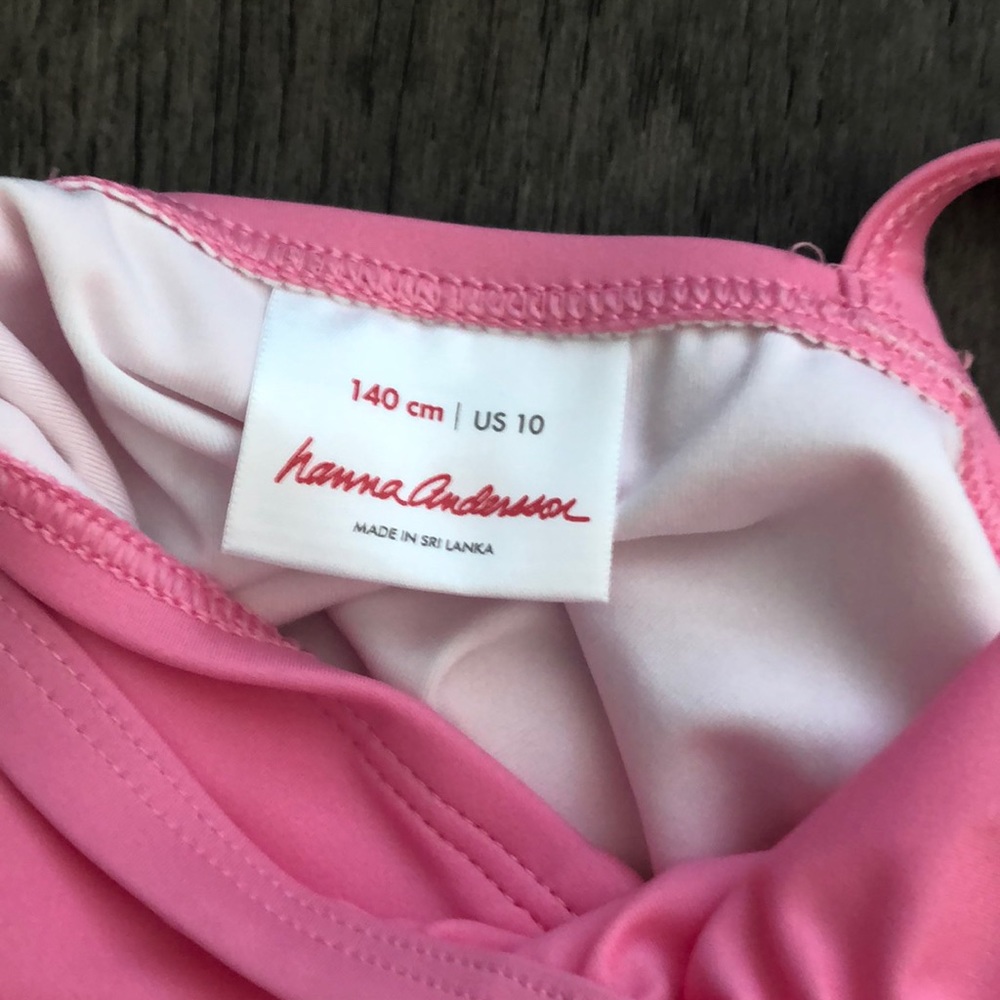 140 cm | US 10
hanna Andersson
MADE IN SRI LANKA